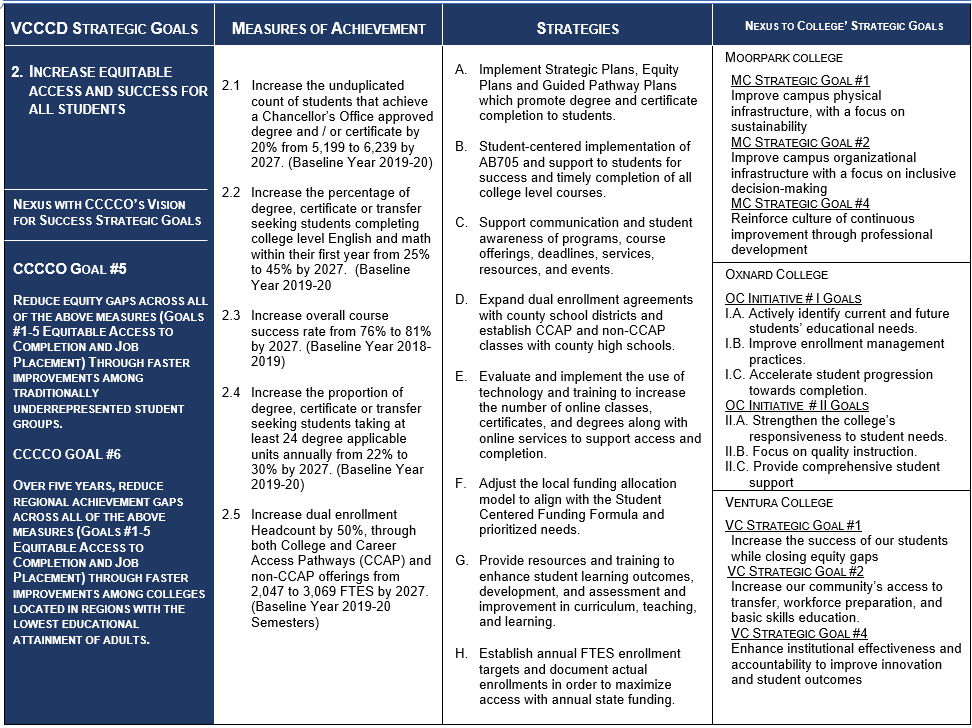 VCCCD STRATEGIC GOALS
MEASURES OF ACHIEVEMENT
STRATEGIES
NEXUS TO COLLEGE' STRATEGIC GOALS
2. INCREASE EQUITABLE
ACCESS AND SUCCESS FOR
ALL STUDENTS
NEXUS WITH CCCCO'S VISION
FOR SUCCESS STRATEGIC GOALS
CCCCO GOAL #5
REDUCE EQUITY GAPS ACROSS ALL
OF THE ABOVE MEASURES (GOALS
#1-5 EQUITABLE ACCESS TO
COMPLETION AND JOB
PLACEMENT) THROUGH FASTER
IMPROVEMENTS AMONG
TRADITIONALLY
UNDERREPRESENTED STUDENT
GROUPS.
CCCCO GOAL #6
OVER FIVE YEARS, REDUCE
REGIONAL ACHIEVEMENT GAPS
ACROSS ALL OF THE ABOVE
MEASURES (GOALS #1-5
EQUITABLE ACCESS TO
COMPLETION AND JOB
PLACEMENT) THROUGH FASTER
IMPROVEMENTS AMONG COLLEGES
LOCATED IN REGIONS WITH THE
LOWEST EDUCATIONAL
ATTAINMENT OF ADULTS.
2.1 Increase the unduplicated
count of students that achieve
a Chancellor's Office approved
degree and / or certificate by
20% from 5,199 to 6,239 by
2027. (Baseline Year 2019-20)
2.2 Increase the percentage of
degree, certificate or transfer
seeking students completing
college level English and math
within their first year from 25%
to 45% by 2027. (Baseline
Year 2019-20
2.3 Increase overall course
success rate from 76% to 81%
by 2027. (Baseline Year 2018-
2019)
2.4 Increase the proportion of
degree, certificate or transfer
seeking students taking at
least 24 degree applicable
units annually from 22% to
30% by 2027. (Baseline Year
2019-20)
2.5 Increase dual enrollment
Headcount by 50%, through
both College and Career
Access Pathways (CCAP) and
non-CCAP offerings from
2,047 to 3,069 FTES by 2027.
(Baseline Year 2019-20
Semesters)
A. Implement Strategic Plans, Equity
Plans and Guided Pathway Plans
which promote degree and certificate
completion to students.
B. Student-centered implementation of
AB705 and support to students for
success and timely completion of all
college level courses.
C. Support communication and student
awareness of programs, course
offerings, deadlines, services,
resources, and events.
D. Expand dual enrollment agreements
with county school districts and
establish CCAP and non-CCAP
classes with county high schools.
E. Evaluate and implement the use of
technology and training to increase
the number of online classes,
certificates, and degrees along with
online services to support access and
completion.
F. Adjust the local funding allocation
model to align with the Student
Centered Funding Formula and
prioritized needs.
G. Provide resources and training to
enhance student learning outcomes,
development, and assessment and
improvement in curriculum, teaching,
and learning.
H. Establish annual FTES enrollment
targets and document actual
enrollments in order to maximize
access with annual state funding.
MOORPARK COLLEGE
MC STRATEGIC GOAL #1
Improve campus physical
infrastructure, with a focus on
sustainability
MC STRATEGIC GOAL #2
Improve campus organizational
infrastructure with a focus on inclusive
decision-making
MC STRATEGIC GOAL #4
Reinforce culture of continuous
improvement through professional
development
OXNARD COLLEGE
OC INITIATIVE # I GOALS
I.A. Actively identify current and future
students' educational needs.
I.B. Improve enrollment management
practices.
I.C. Accelerate student progression
towards completion.
OC INITIATIVE # II GOALS
II.A. Strengthen the college's
responsiveness to student needs.
II.B. Focus on quality instruction.
II.C. Provide comprehensive student
support
VENTURA COLLEGE
VC STRATEGIC GOAL #1
Increase the success of our students
while closing equity gaps
VC STRATEGIC GOAL #2
Increase our community's access to
transfer, workforce preparation, and
basic skills education.
VC STRATEGIC GOAL #4
Enhance institutional effectiveness and
accountability to improve innovation
and student outcomes